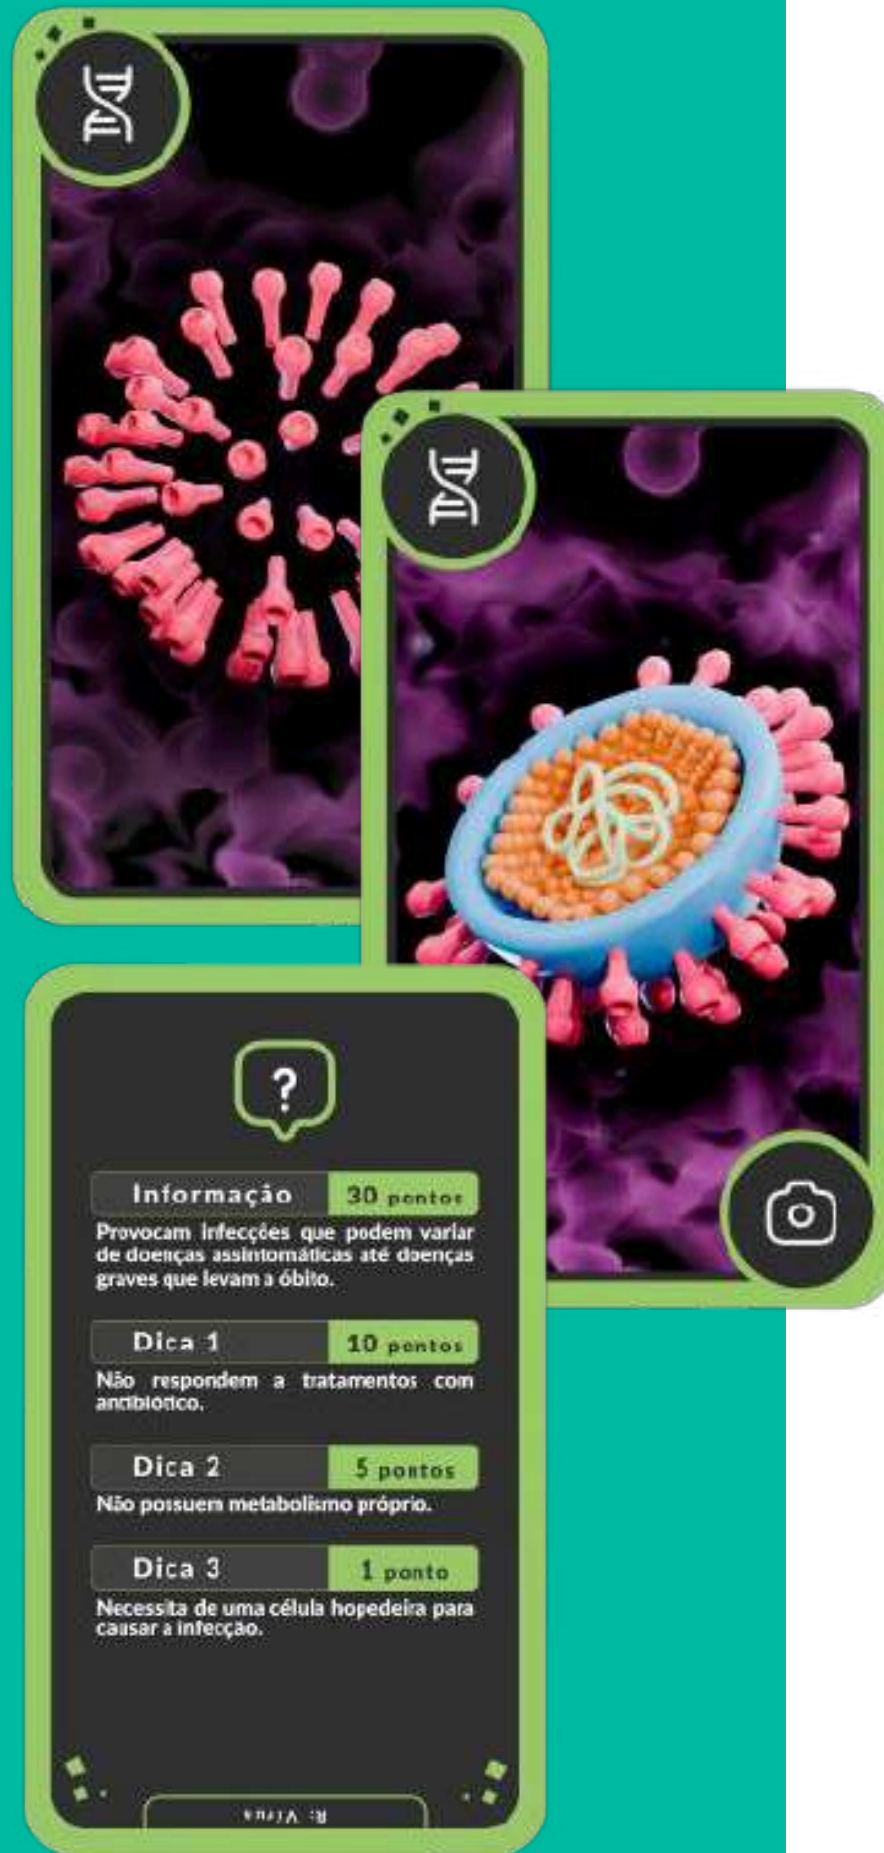 ?
Informação 30 pontos
Provocam infecções que podem variar
de doenças assintomáticas até doenças
graves que levam a óbito.
Dica 1 10 pontos
Não respondem a tratamentos com
antibiótico.
Dica 2 5 pontos
Não possuem metabolismo próprio.
Dica 3 1 ponto
Necessita de uma célula hopedeira para
causar a infecção.
R: Vírus